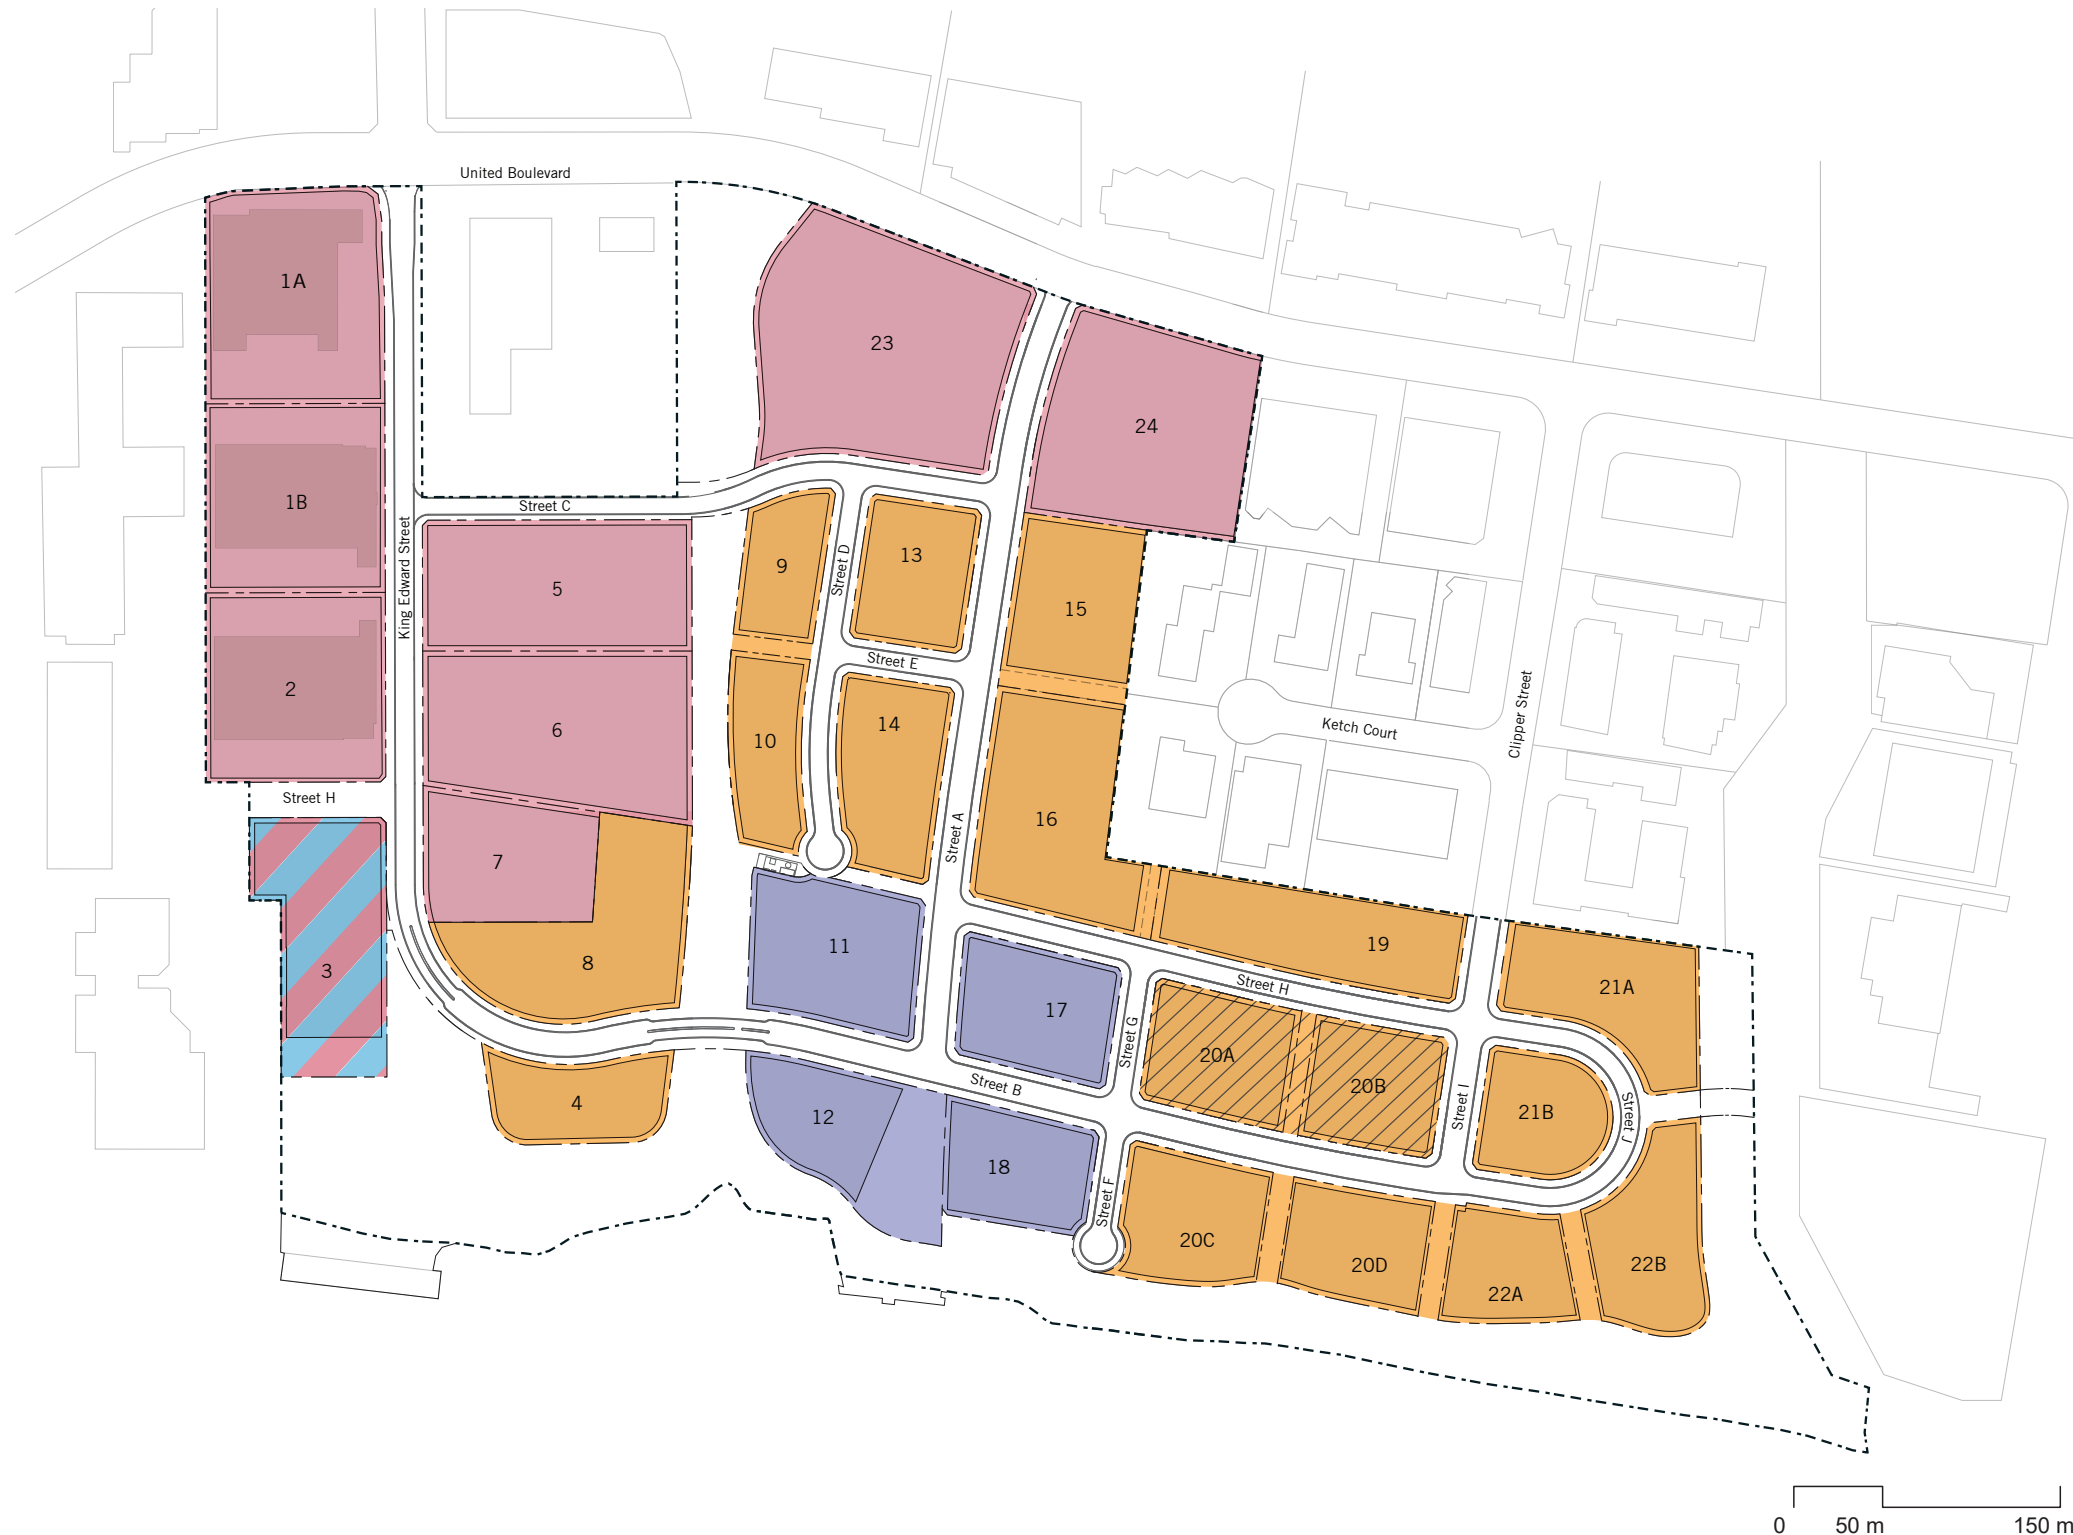 United Boulevard
1A
23
24
1B
Street C
King Edward Street
5
9
Street D
13
15
Street E
2
6
10
14
Clipper Street
Ketch Court
Street H
7
Street A
16
3
8
11
17
19
Street H
21A
Street G
20A
20B
4
12
Street B
Street I
21B
Street J
18
Street F
20C
20D
22A
22B
0 50 m 150 m